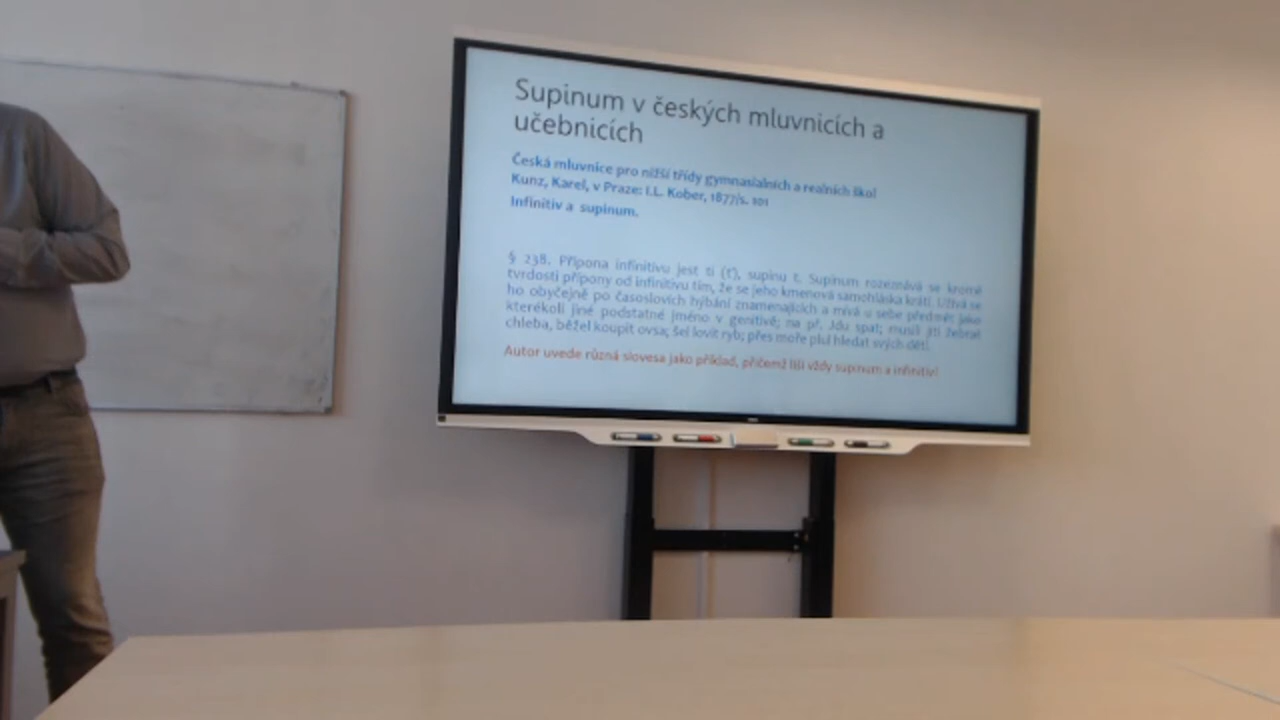 Supinum v českých mluvnicích a
učebnicích
Česká mluvnice pro nižší třídy gymnasialních a realních škol
Kunz, Karel, v Praze: I.L. Kober, 1877/s. 101
Infinitiv a supinum.
§ 238. Přípona infinitivu jest ti (ť), supinu t. Supinum rozeznává se kromě
tvrdosti přípony od infinitivu tím, že se jeho kmenová samohláska krátí. Užívá se
ho obyčejně po časoslovích hýbání znamenajících a mívá u sebe předmět jako
kterékoli jiné podstatné jméno v genitivě; na př. Jdu spat; musil jíti žebrat
chleba, běžel koupit ovsa; šel lovit ryb; přes moře plul hledat svých dětí.
Autor uvede různá slovesa jako příklad, přičemž liší vždy supinum a infinitiv!